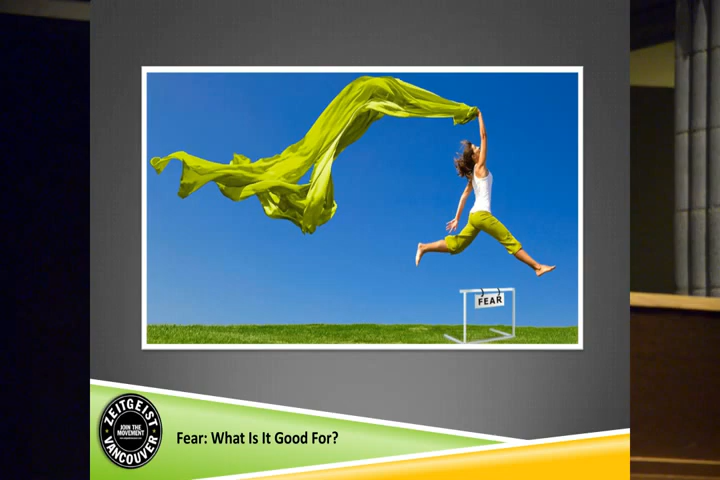 FEAR
ZEITGEIST
JOIN THE
MOVEMENT
VANCOUVER
Fear: What Is It Good For?